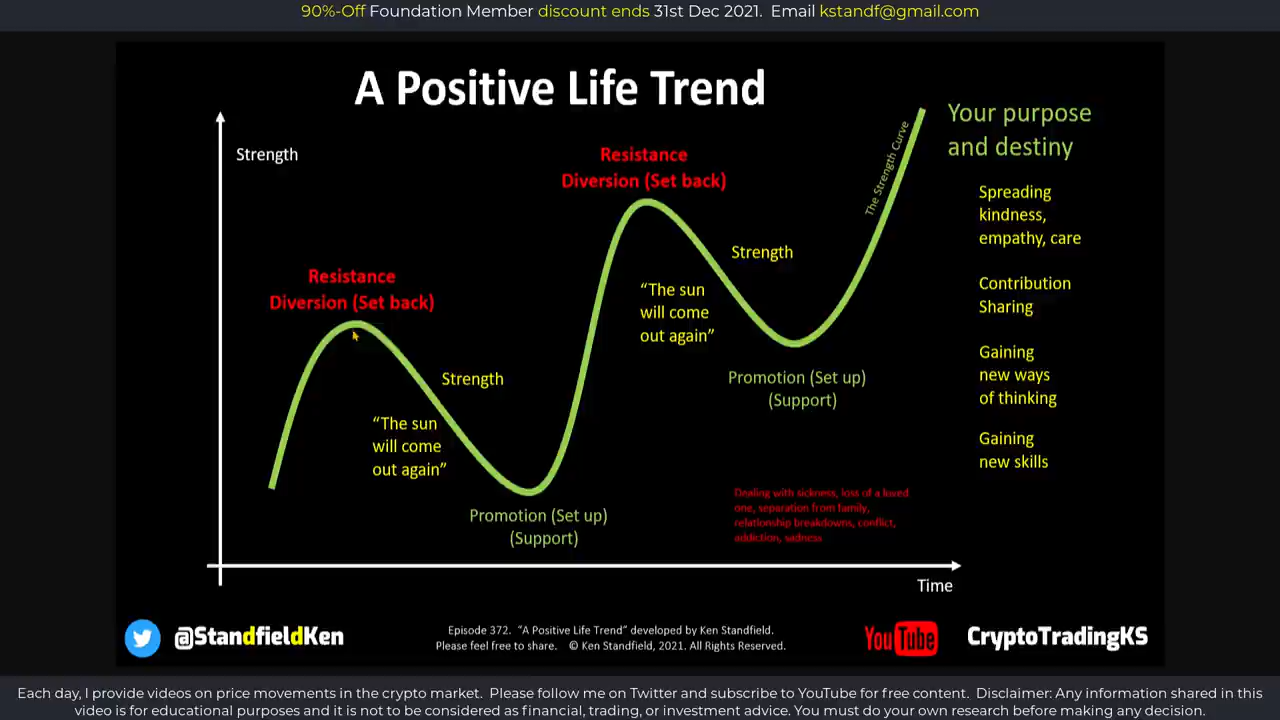 90%-Off Foundation Member discount ends 31st Dec 2021. Email kstandf@gmail.com
A Positive Life Trend
Strength
Resistance
Diversion (Set back)
Resistance
Diversion (Set back)
The Strength Curve
Your purpose
and destiny
Spreading
kindness,
empathy, care
Contribution
Sharing
Gaining
new ways
of thinking
Gaining
new skills
Strength
"The sun
will come
out again"
Promotion (Set up)
(Support)
Strength
"The sun
will come
out again"
Promotion (Set up)
(Support)
Dealing with sickness, loss of a loved
one, separation from family,
relationship breakdowns, conflict,
addiction, sadness
Time
@StandfieldKen
Episode 372. "A Positive Life Trend" developed by Ken Standfield.
Please feel free to share. © Ken Standfield, 2021. All Rights Reserved.
YouTube
CryptoTradingKS
Each day, I provide videos on price movements in the crypto market. Please follow me on Twitter and subscribe to YouTube for free content. Disclaimer: Any information shared in this
video is for educational purposes and it is not to be considered as financial, trading, or investment advice. You must do your own research before making any decision.